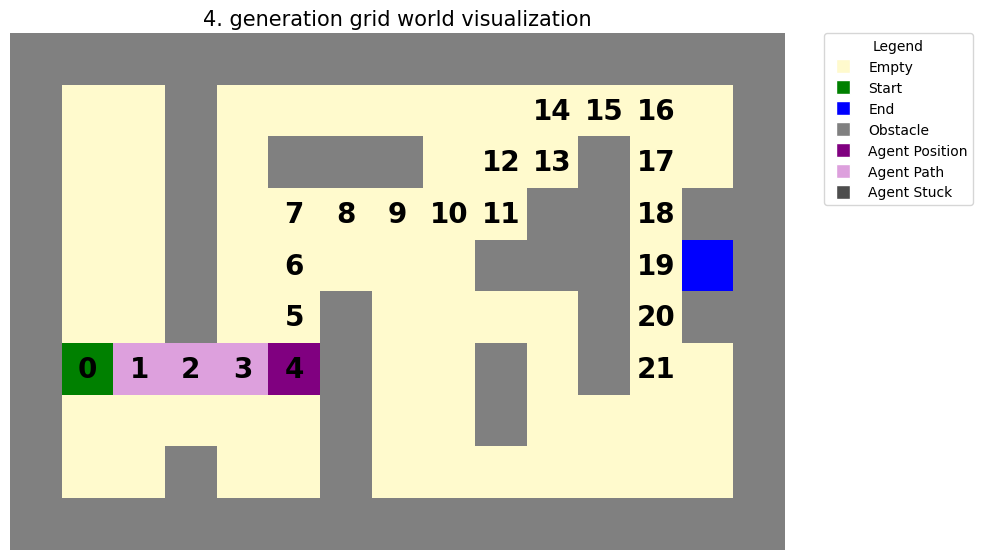 4. generation grid world visualization
Legend
Empty
Start
End
Obstacle
Agent Position
Agent Path
Agent Stuck
14 15 16
12 13 17
7 8 9 10 11 18
6 19
5 20
0 1 2 3 4 21